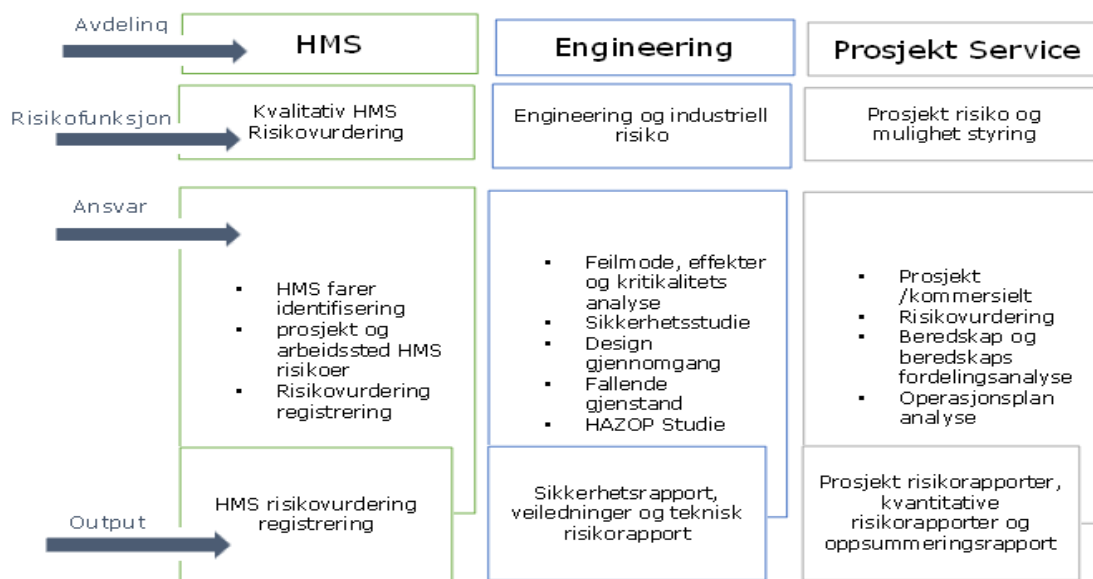 Avdeling
HMS
Engineering
Prosjekt Service
Risikofunksjon
Kvalitativ HMS
Risikovurdering
Engineering og industriell
risiko
Prosjekt risiko og
mulighet styring
Ansvar
▪ HMS farer
identifisering
▪ prosjekt og
arbeidssted HMS
risikoer
▪ Risikovurdering
registrering
▪ Feilmode, effekter
og kritikalitets
analyse
▪ Sikkerhetsstudie
▪ Design
gjennomgang
▪ Fallende
gjenstand
▪ HAZOP Studie
▪ Prosjekt
/kommersielt
▪ Risikovurdering
▪ Beredskap og
beredskaps
fordelingsanalyse
▪ Operasjonsplan
analyse
Output
HMS risikovurdering
registrering
Sikkerhetsrapport,
veiledninger og teknisk
risikorapport
Prosjekt risikorapporter,
kvantitative
risikorapporter og
oppsummeringsrapport